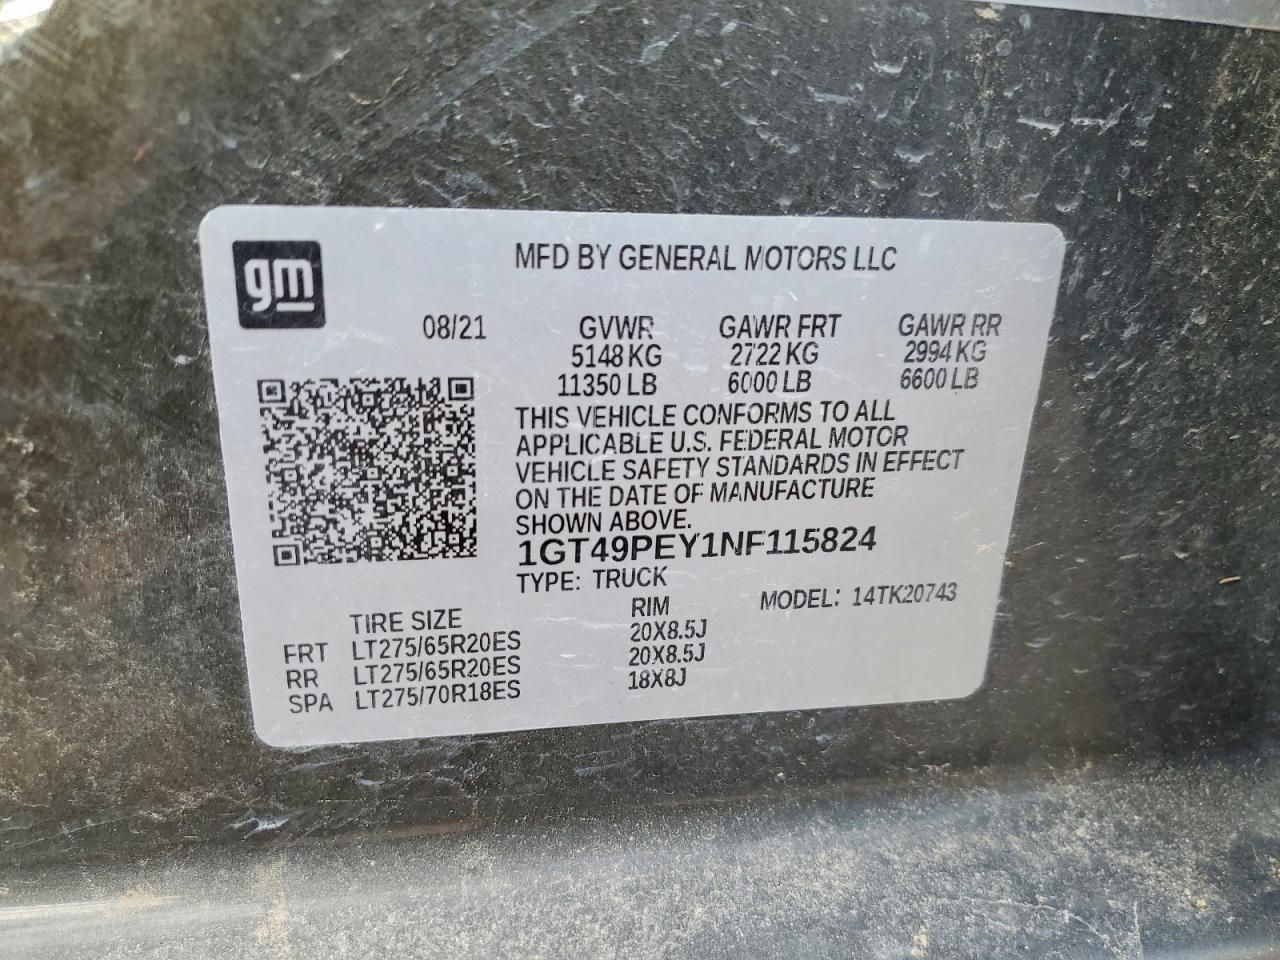 gm
MFD BY GENERAL MOTORS LLC
08/21 GVWR GAWR FRT GAWR RR
5148 KG 2722 KG 2994 KG
11350 LB 6000 LB 6600 LB
THIS VEHICLE CONFORMS TO ALL
APPLICABLE U.S. FEDERAL MOTOR
VEHICLE SAFETY STANDARDS IN EFFECT
ON THE DATE OF MANUFACTURE
SHOWN ABOVE.
1GT49PEY1NF115824
TYPE: TRUCK
MODEL: 14TK20743
TIRE SIZE RIM
FRT LT275/65R20ES 20X8.5J
RR LT275/65R20ES 20X8.5J
SPA LT275/70R18ES 18X8J